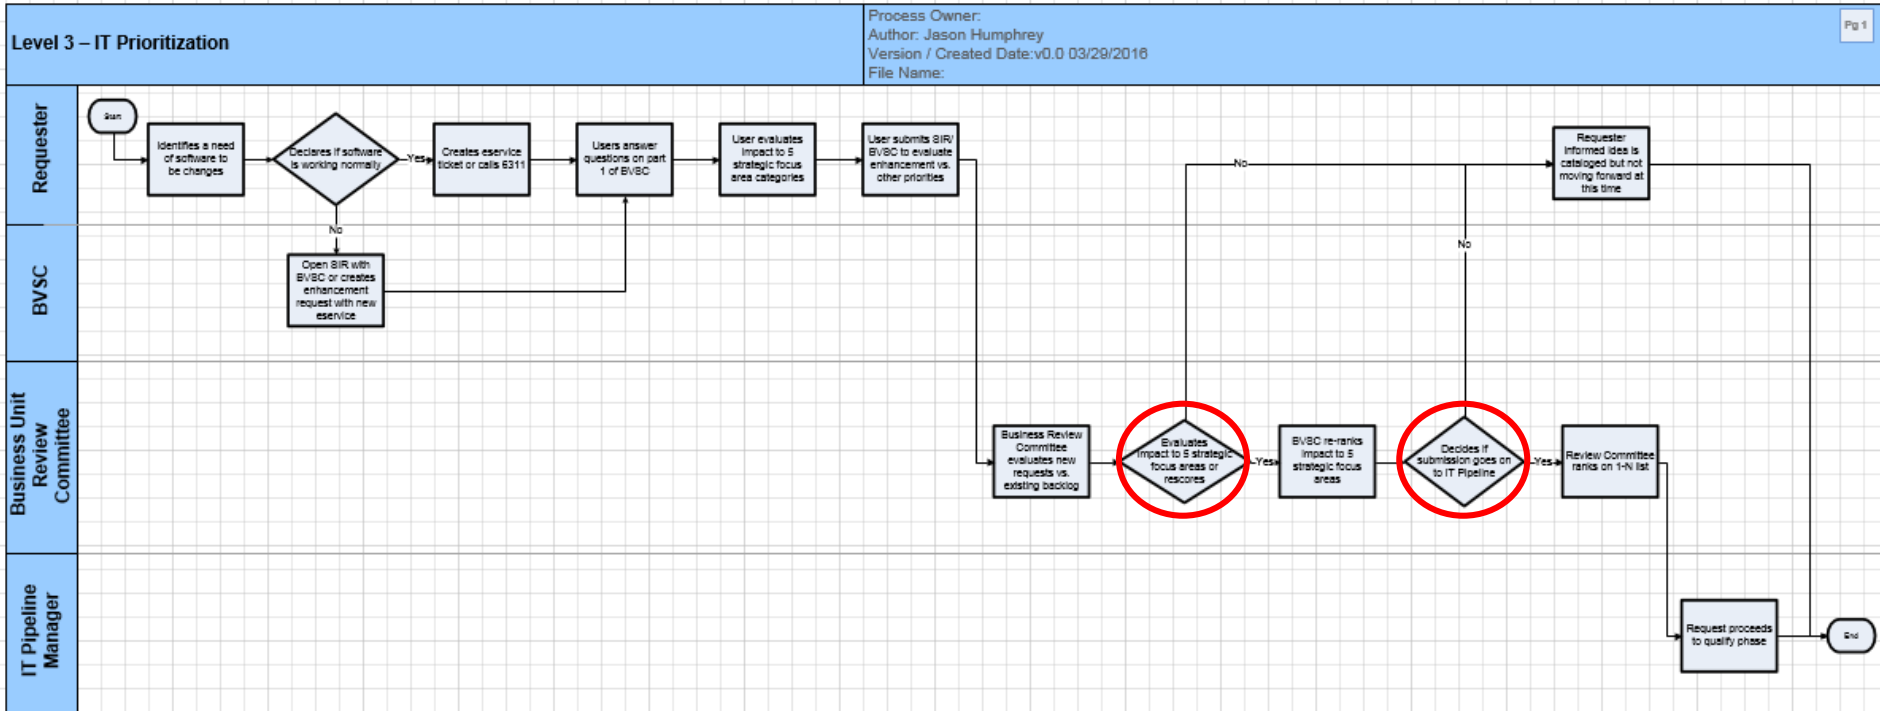 Level 3 – IT Prioritization
Process Owner:
Author: Jason Humphrey
Version / Created Date:v0.0 03/29/2016
File Name:
Pg 1
Requester
Start
Identifies a need
of software to
be changes
Declares if software
is working normally
Yes
Creates eservice
ticket or calls 6311
Users answer
questions on part
1 of BVSC
User evaluates
impact to 5
strategic focus
area categories
User submits SIR/
BVSC to evaluate
enhancement vs.
other priorities
No
Requester
informed idea is
cataloged but not
moving forward at
this time
No
No
BVSC
Open SIR with
BVSC or creates
enhancement
request with new
eservice
Business Unit
Review
Committee
Business Review
Committee
evaluates new
requests vs.
existing backlog
Evaluates
impact to 5 strategic
focus areas or
rescores
Yes
BVSC re-ranks
impact to 5
strategic focus
areas
Decides if
submission goes on
to IT Pipeline
Yes
Review Committee
ranks on 1-N list
IT Pipeline
Manager
Request proceeds
to qualify phase
End